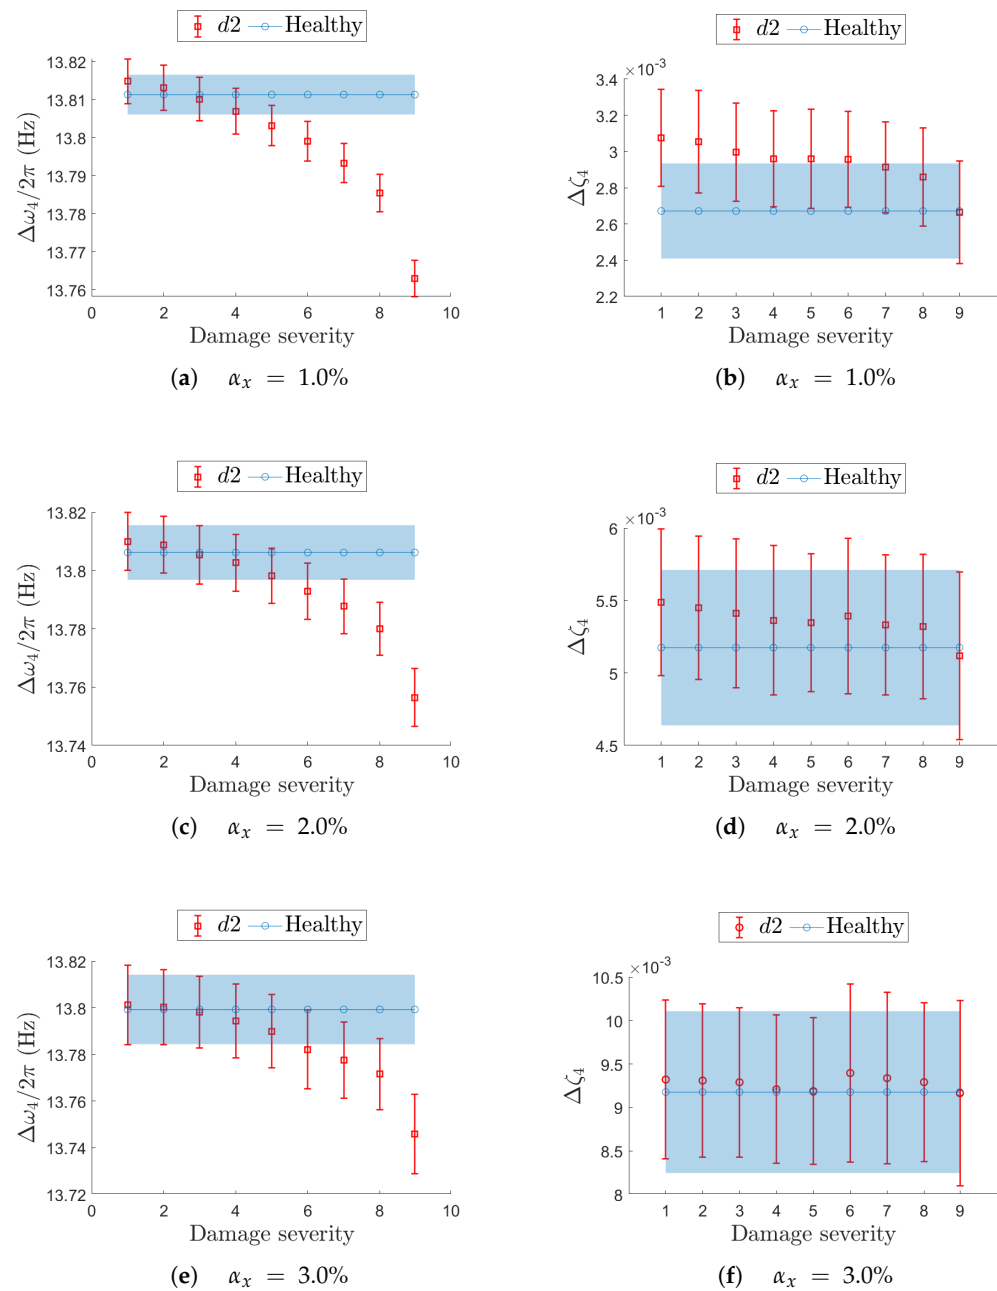 d2 Healthy
13.82
13.81
13.8
13.79
13.78
13.77
13.76
Δω₄/2π (Hz)
0 2 4 6 8 10
Damage severity
(a) αₓ = 1.0%
d2 Healthy
×10⁻³
3.4
3.2
3
2.8
2.6
2.4
2.2
Δζ₄
1 2 3 4 5 6 7 8 9
Damage severity
(b) αₓ = 1.0%
d2 Healthy
13.82
13.8
13.78
13.76
13.74
Δω₄/2π (Hz)
0 2 4 6 8 10
Damage severity
(c) αₓ = 2.0%
d2 Healthy
×10⁻³
6
5.5
5
4.5
Δζ₄
1 2 3 4 5 6 7 8 9
Damage severity
(d) αₓ = 2.0%
d2 Healthy
13.82
13.8
13.78
13.76
13.74
13.72
Δω₄/2π (Hz)
0 2 4 6 8 10
Damage severity
(e) αₓ = 3.0%
d2 Healthy
×10⁻³
10.5
10
9.5
9
8.5
8
Δζ₄
1 2 3 4 5 6 7 8 9
Damage severity
(f) αₓ = 3.0%